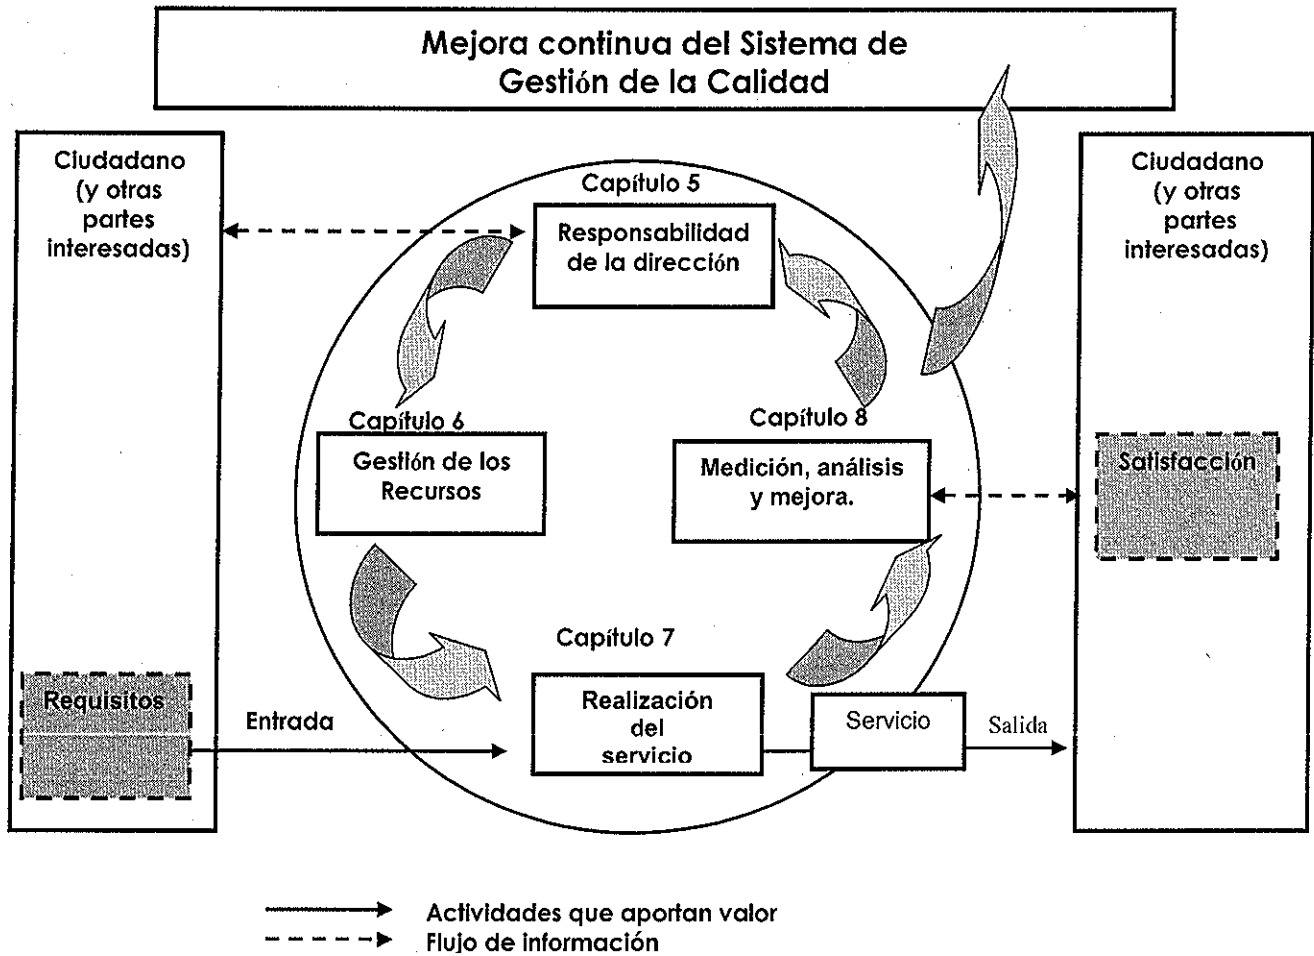 Mejora continua del Sistema de
Gestión de la Calidad
Ciudadano
(y otras
partes
interesadas)
Capítulo 5
Responsabilidad
de la dirección
Ciudadano
(y otras
partes
interesadas)
Capítulo 6
Gestión de los
Recursos
Capítulo 8
Medición, análisis
y mejora.
Satisfacción
Capítulo 7
Realización
del
servicio
Requisitos
Entrada
Servicio
Salida
Actividades que aportan valor
Flujo de información